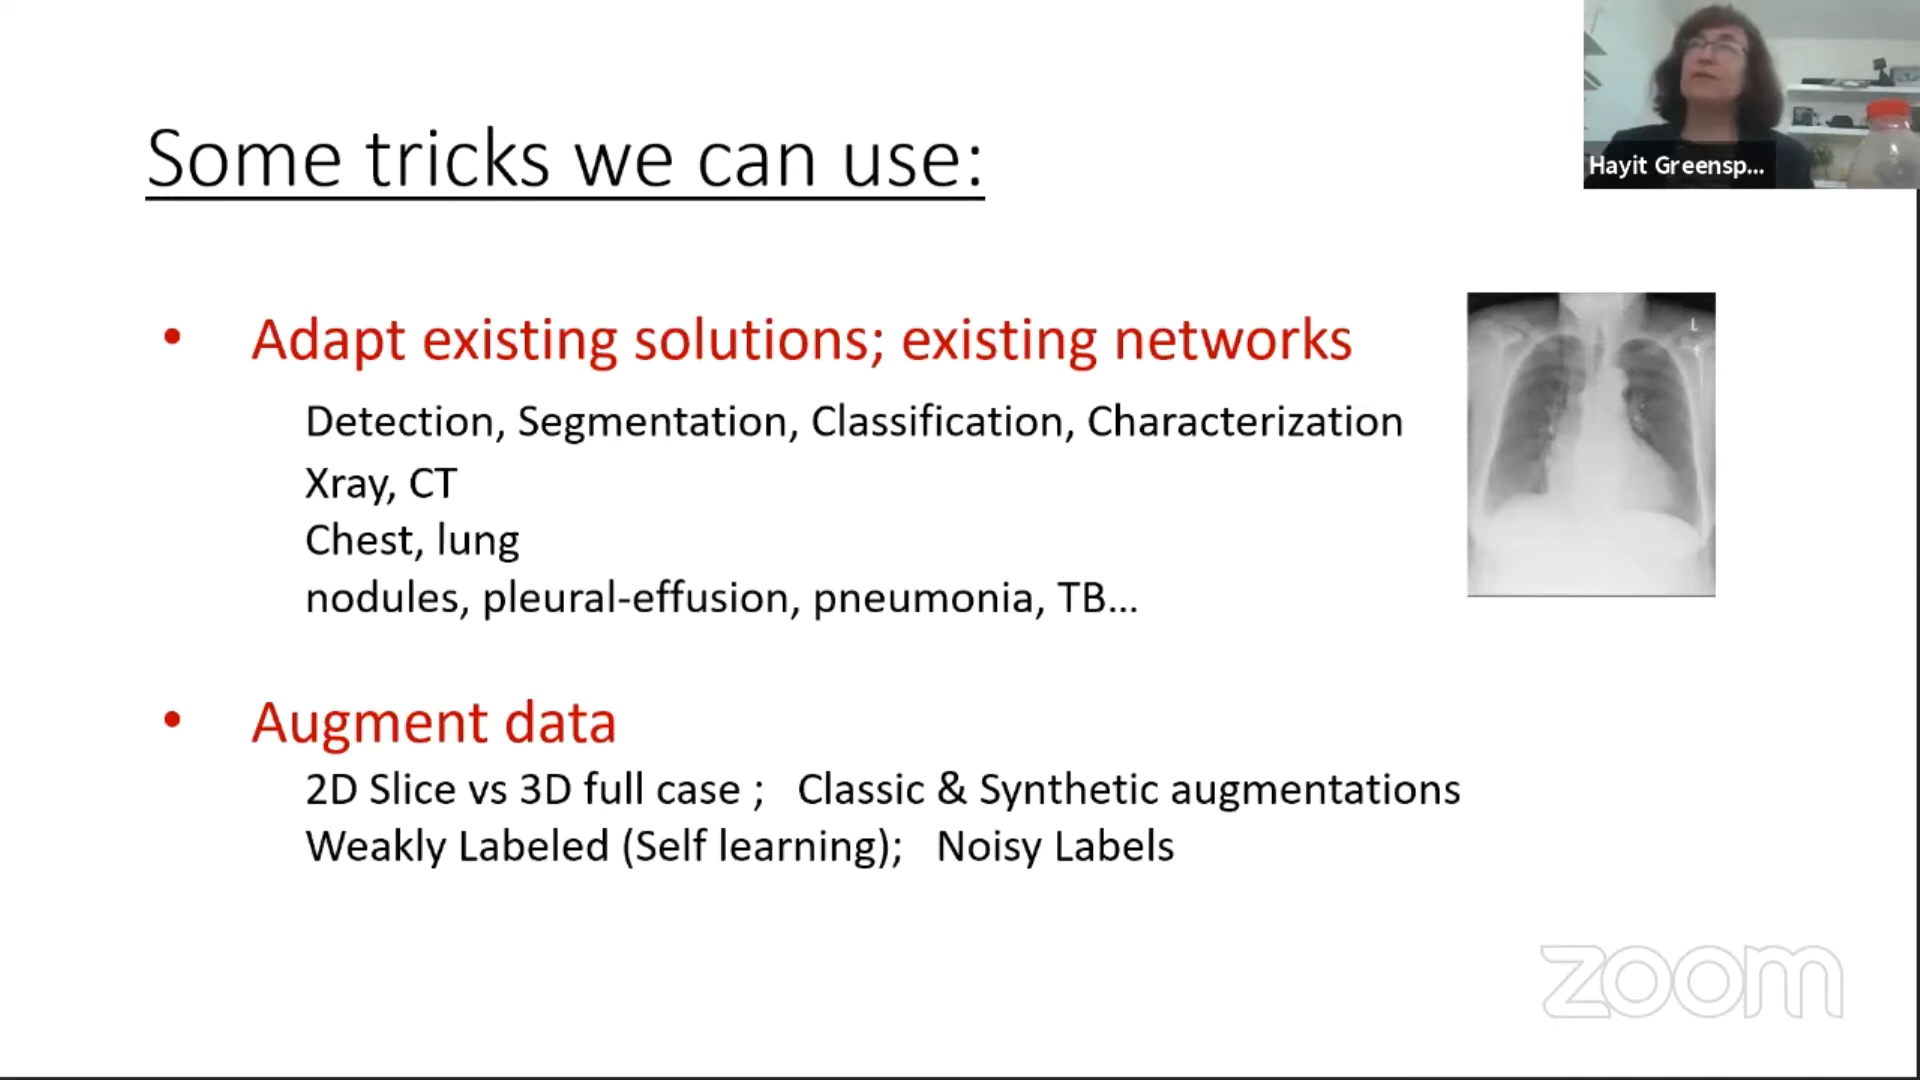 Some tricks we can use:
Hayit Greensp...
• Adapt existing solutions; existing networks
Detection, Segmentation, Classification, Characterization
Xray, CT
Chest, lung
nodules, pleural-effusion, pneumonia, TB...
L
• Augment data
2D Slice vs 3D full case ; Classic & Synthetic augmentations
Weakly Labeled (Self learning); Noisy Labels
zoom